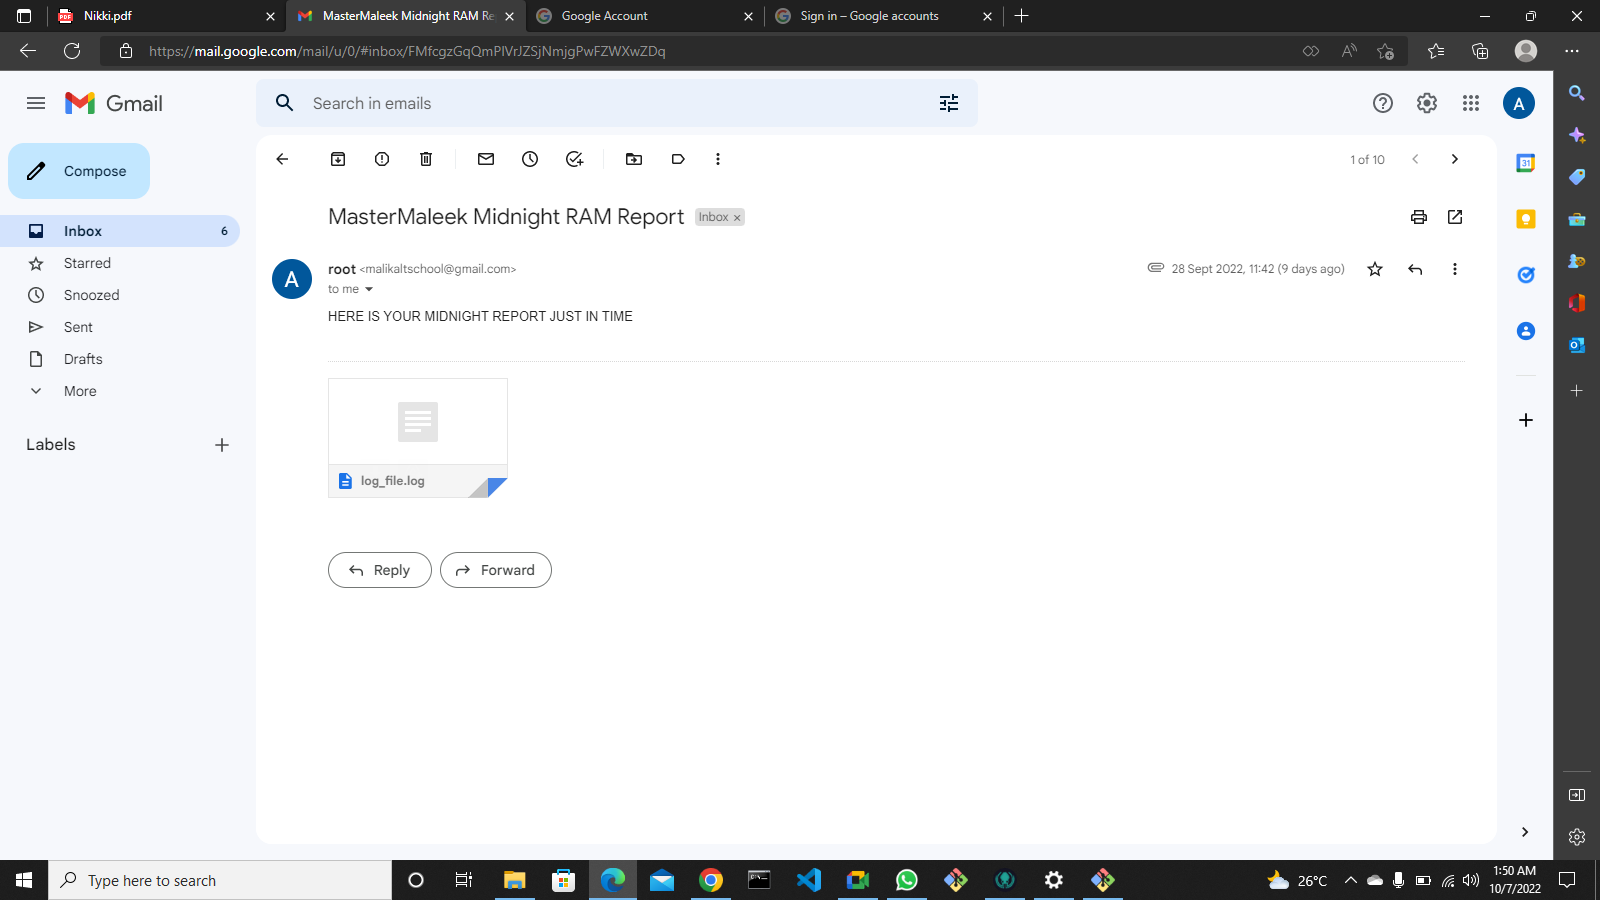 Nikki.pdf
MasterMaleek Midnight RAM Re
Google Account
Sign in – Google accounts
https://mail.google.com/mail/u/0/#inbox/FMfcgzGqQmPlVrJZSjNmjgPwFZWXwZDq
Gmail
Search in emails
A
Compose
1 of 10
31
Inbox 6
MasterMaleek Midnight RAM Report
Inbox ×
Starred
Snoozed
Sent
Drafts
More
Labels
A
root <malikaltschool@gmail.com>
28 Sept 2022, 11:42 (9 days ago)
to me
HERE IS YOUR MIDNIGHT REPORT JUST IN TIME
log_file.log
Reply
Forward
Type here to search
26°C
1:50 AM
10/7/2022